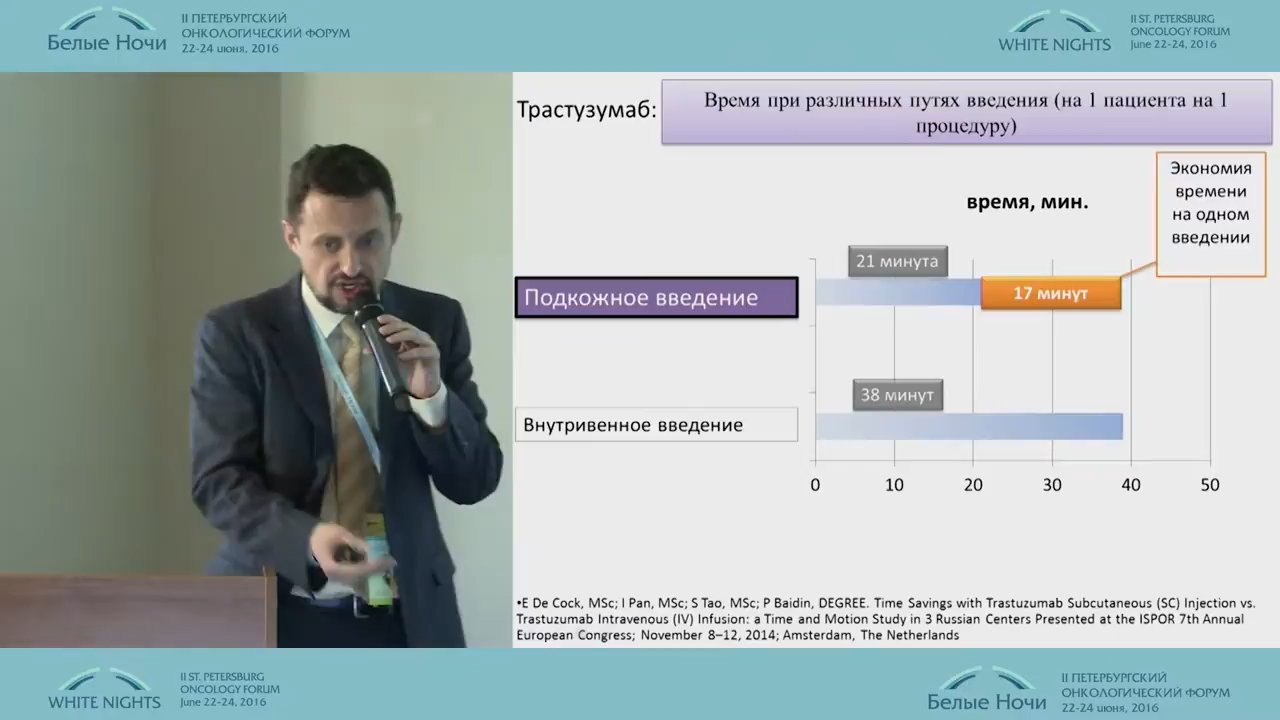 Белые Ночи
II ПЕТЕРБУРГСКИЙ
ОНКОЛОГИЧЕСКИЙ ФОРУМ
22-24 июня, 2016
WHITE NIGHTS
II ST. PETERSBURG
ONCOLOGY FORUM
June 22-24, 2016
Трастузумаб:
Время при различных путях введения (на 1 пациента на 1
процедуру)
Экономия
времени
на одном
введении
время, мин.
21 минута
Подкожное введение
17 минут
38 минут
Внутривенное введение
0 10 20 30 40 50
•E De Cock, MSc; I Pan, MSc; S Tao, MSc; P Baidin, DEGREE. Time Savings with Trastuzumab Subcutaneous (SC) Injection vs.
Trastuzumab Intravenous (IV) Infusion: a Time and Motion Study in 3 Russian Centers Presented at the ISPOR 7th Annual
European Congress; November 8–12, 2014; Amsterdam, The Netherlands
WHITE NIGHTS
II ST. PETERSBURG
ONCOLOGY FORUM
June 22-24, 2016
Белые Ночи
II ПЕТЕРБУРГСКИЙ
ОНКОЛОГИЧЕСКИЙ ФОРУМ
22-24 июня, 2016